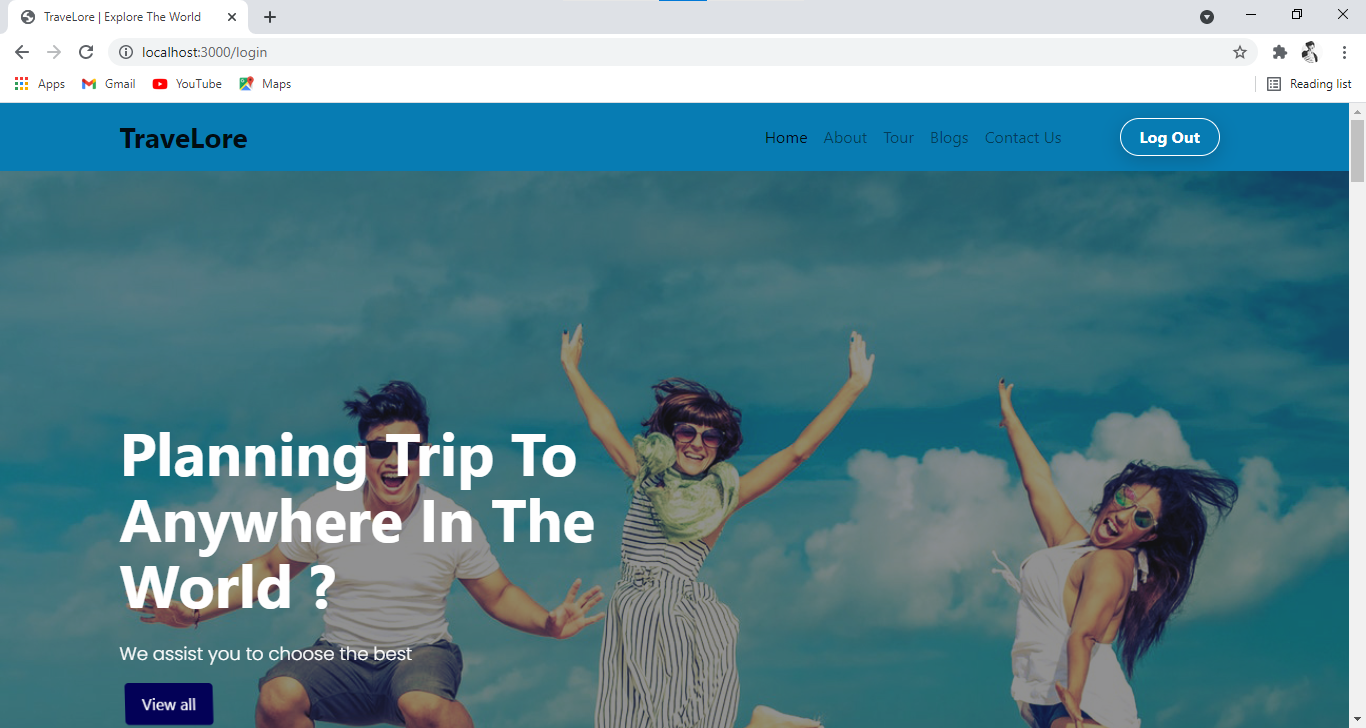 TraveLore | Explore The World
localhost:3000/login
Apps Gmail YouTube Maps Reading list
TraveLore Home About Tour Blogs Contact Us Log Out
Planning Trip To
Anywhere In The
World ?
We assist you to choose the best
View all